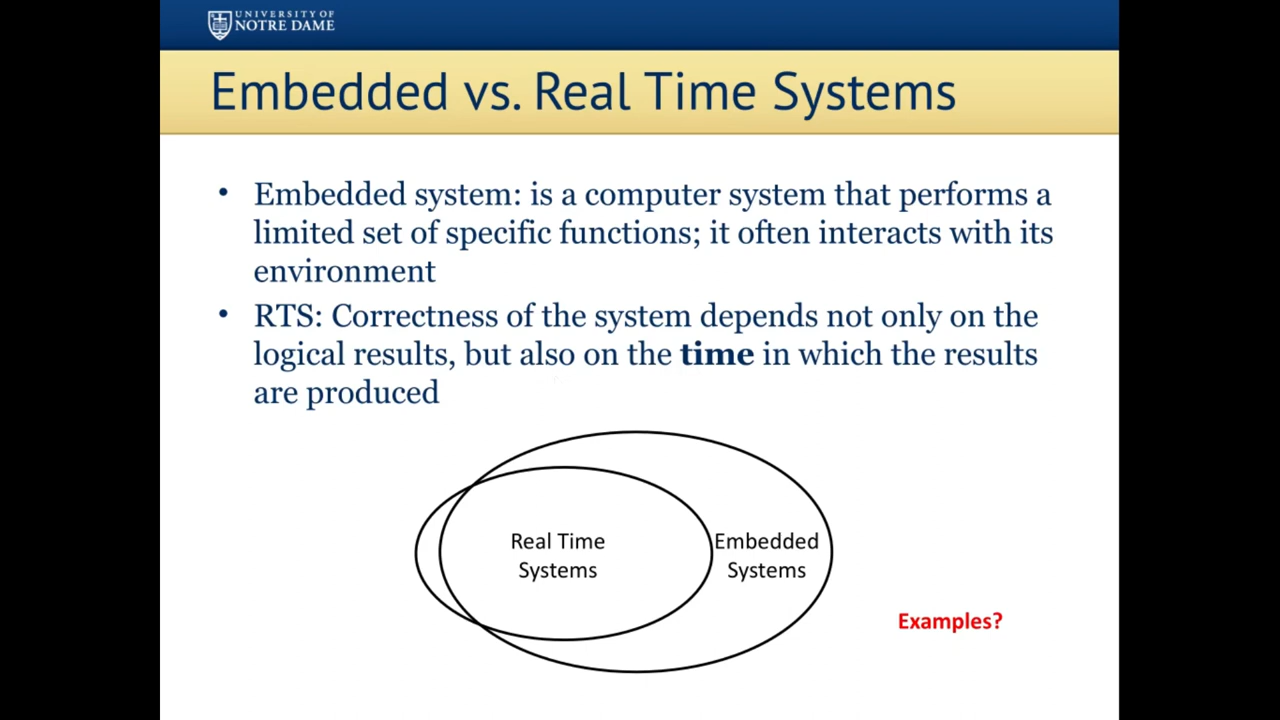 UNIVERSITY OF
NOTRE DAME
Embedded vs. Real Time Systems
• Embedded system: is a computer system that performs a
limited set of specific functions; it often interacts with its
environment
• RTS: Correctness of the system depends not only on the
logical results, but also on the time in which the results
are produced
Real Time
Systems
Embedded
Systems
Examples?